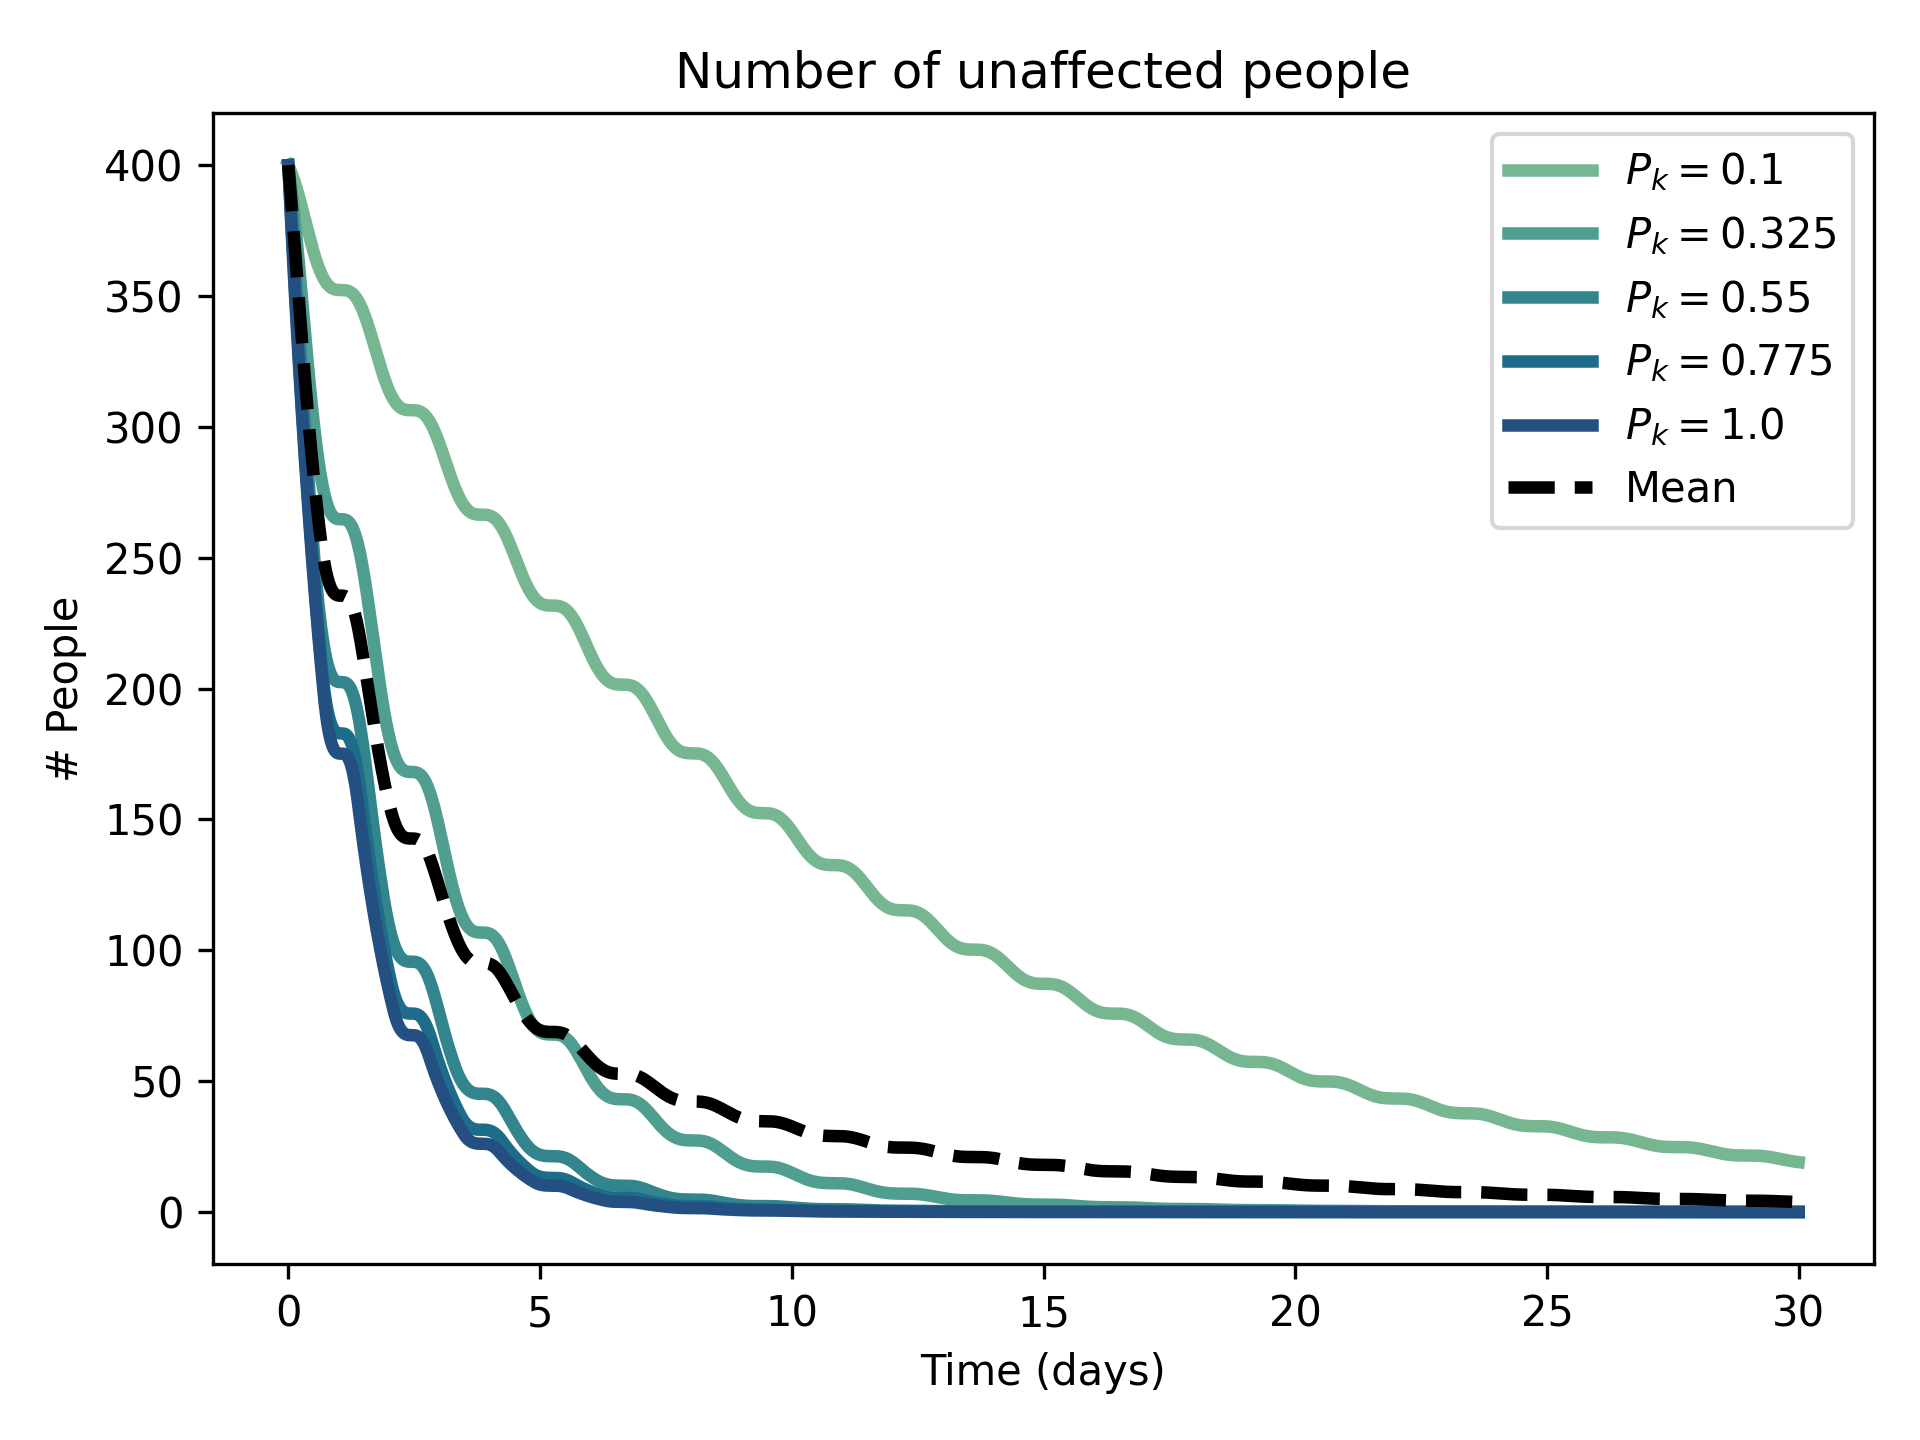 Number of unaffected people
400
350
300
250
200
150
100
50
0
# People
0 5 10 15 20 25 30
Time (days)
P_k = 0.1
P_k = 0.325
P_k = 0.55
P_k = 0.775
P_k = 1.0
Mean